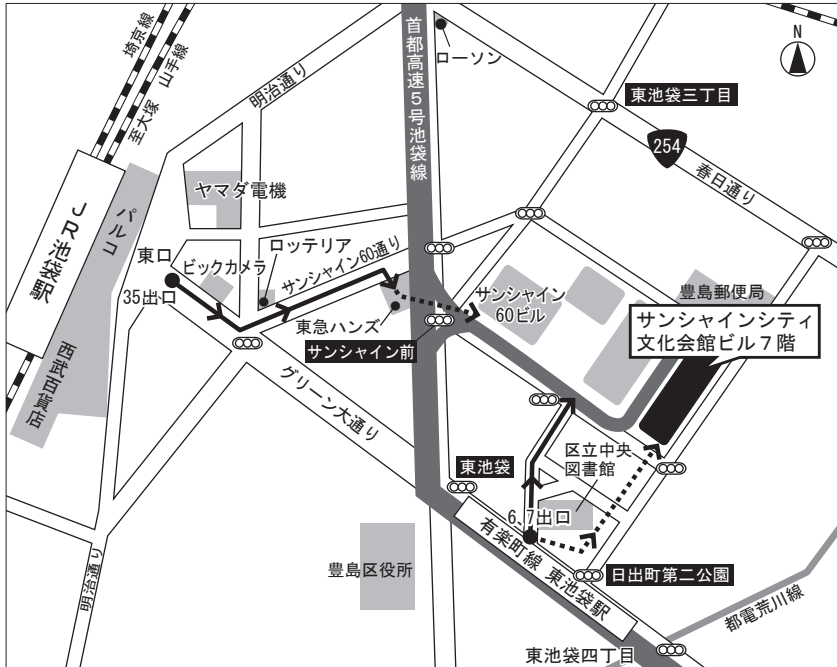 埼京線
山手線
至大塚
明治通り
首都高速5号池袋線
ローソン
N
東池袋三丁目
254
春日通り
ヤマダ電機
パルコ
JR池袋駅
東口
ビックカメラ
ロッテリア
サンシャイン60通り
35出口
東急ハンズ
サンシャイン
60ビル
豊島郵便局
サンシャインシティ
文化会館ビル7階
サンシャイン前
西武百貨店
グリーン大通り
東池袋
区立中央
図書館
6、7出口
有楽町線 東池袋駅
豊島区役所
日出町第二公園
明治通り
都電荒川線
東池袋四丁目